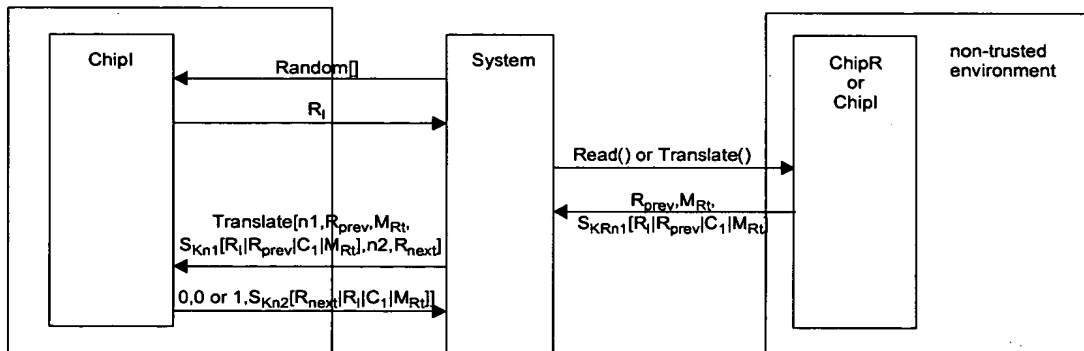 ChipI
System
ChipR
or
ChipI
non-trusted
environment
Random[]
R_I
Read() or Translate()
R_prev,M_Rt,
S_KRn1[R_I|R_prev|C_1|M_Rt]
Translate[n1,R_prev,M_Rt,
S_Kn1[R_I|R_prev|C_1|M_Rt],n2,R_next]
0,0 or 1,S_Kn2[R_next|R_I|C_1|M_Rt]]